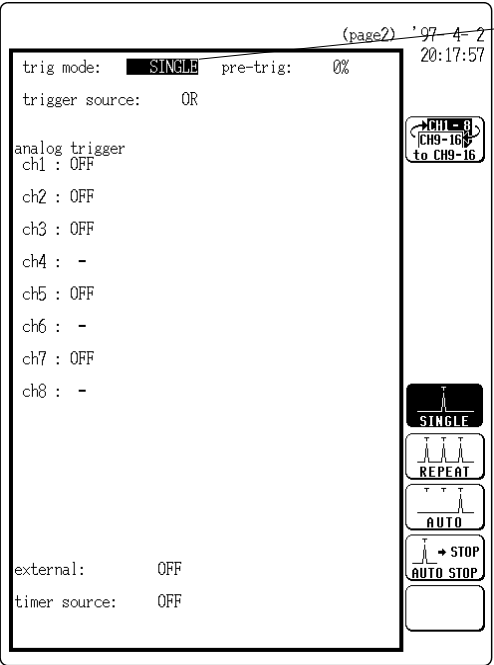 (page2) '97- 4- 2
20:17:57
trig mode: SINGLE pre-trig: 0%
trigger source: OR
analog trigger
ch1 : OFF
ch2 : OFF
ch3 : OFF
ch4 : -
ch5 : OFF
ch6 : -
ch7 : OFF
ch8 : -
external: OFF
timer source: OFF
CH1 - 8
CH9-16
to CH9-16
T
SINGLE
T T T
REPEAT
T T T
AUTO
T
→ STOP
AUTO STOP